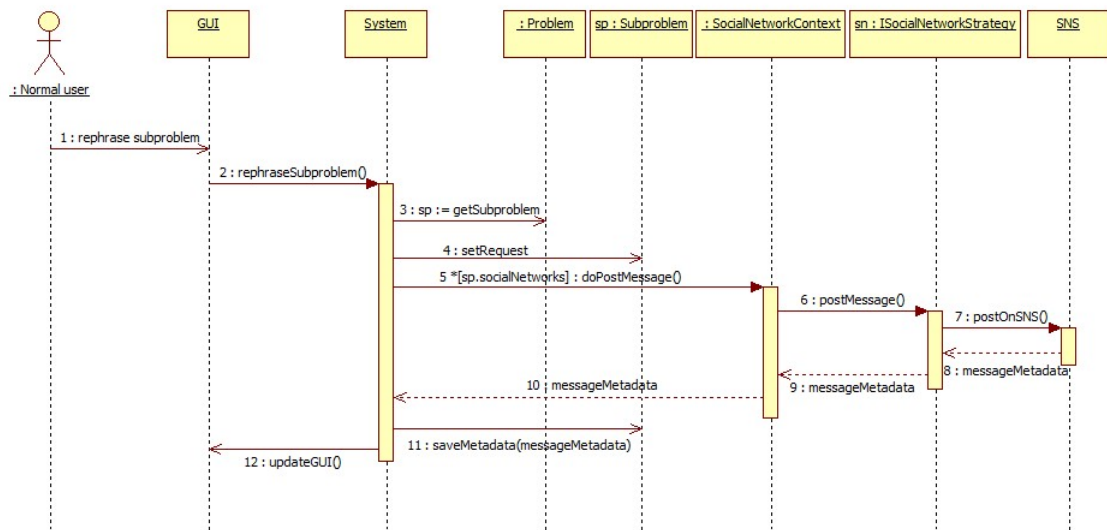 GUI
System
: Problem
sp : Subproblem
: SocialNetworkContext
sn : ISocialNetworkStrategy
SNS
: Normal user
1 : rephrase subproblem
2 : rephraseSubproblem()
3 : sp := getSubproblem
4 : setRequest
5 *[sp.socialNetworks] : doPostMessage()
6 : postMessage()
7 : postOnSNS()
8 : messageMetadata
9 : messageMetadata
10 : messageMetadata
11 : saveMetadata(messageMetadata)
12 : updateGUI()